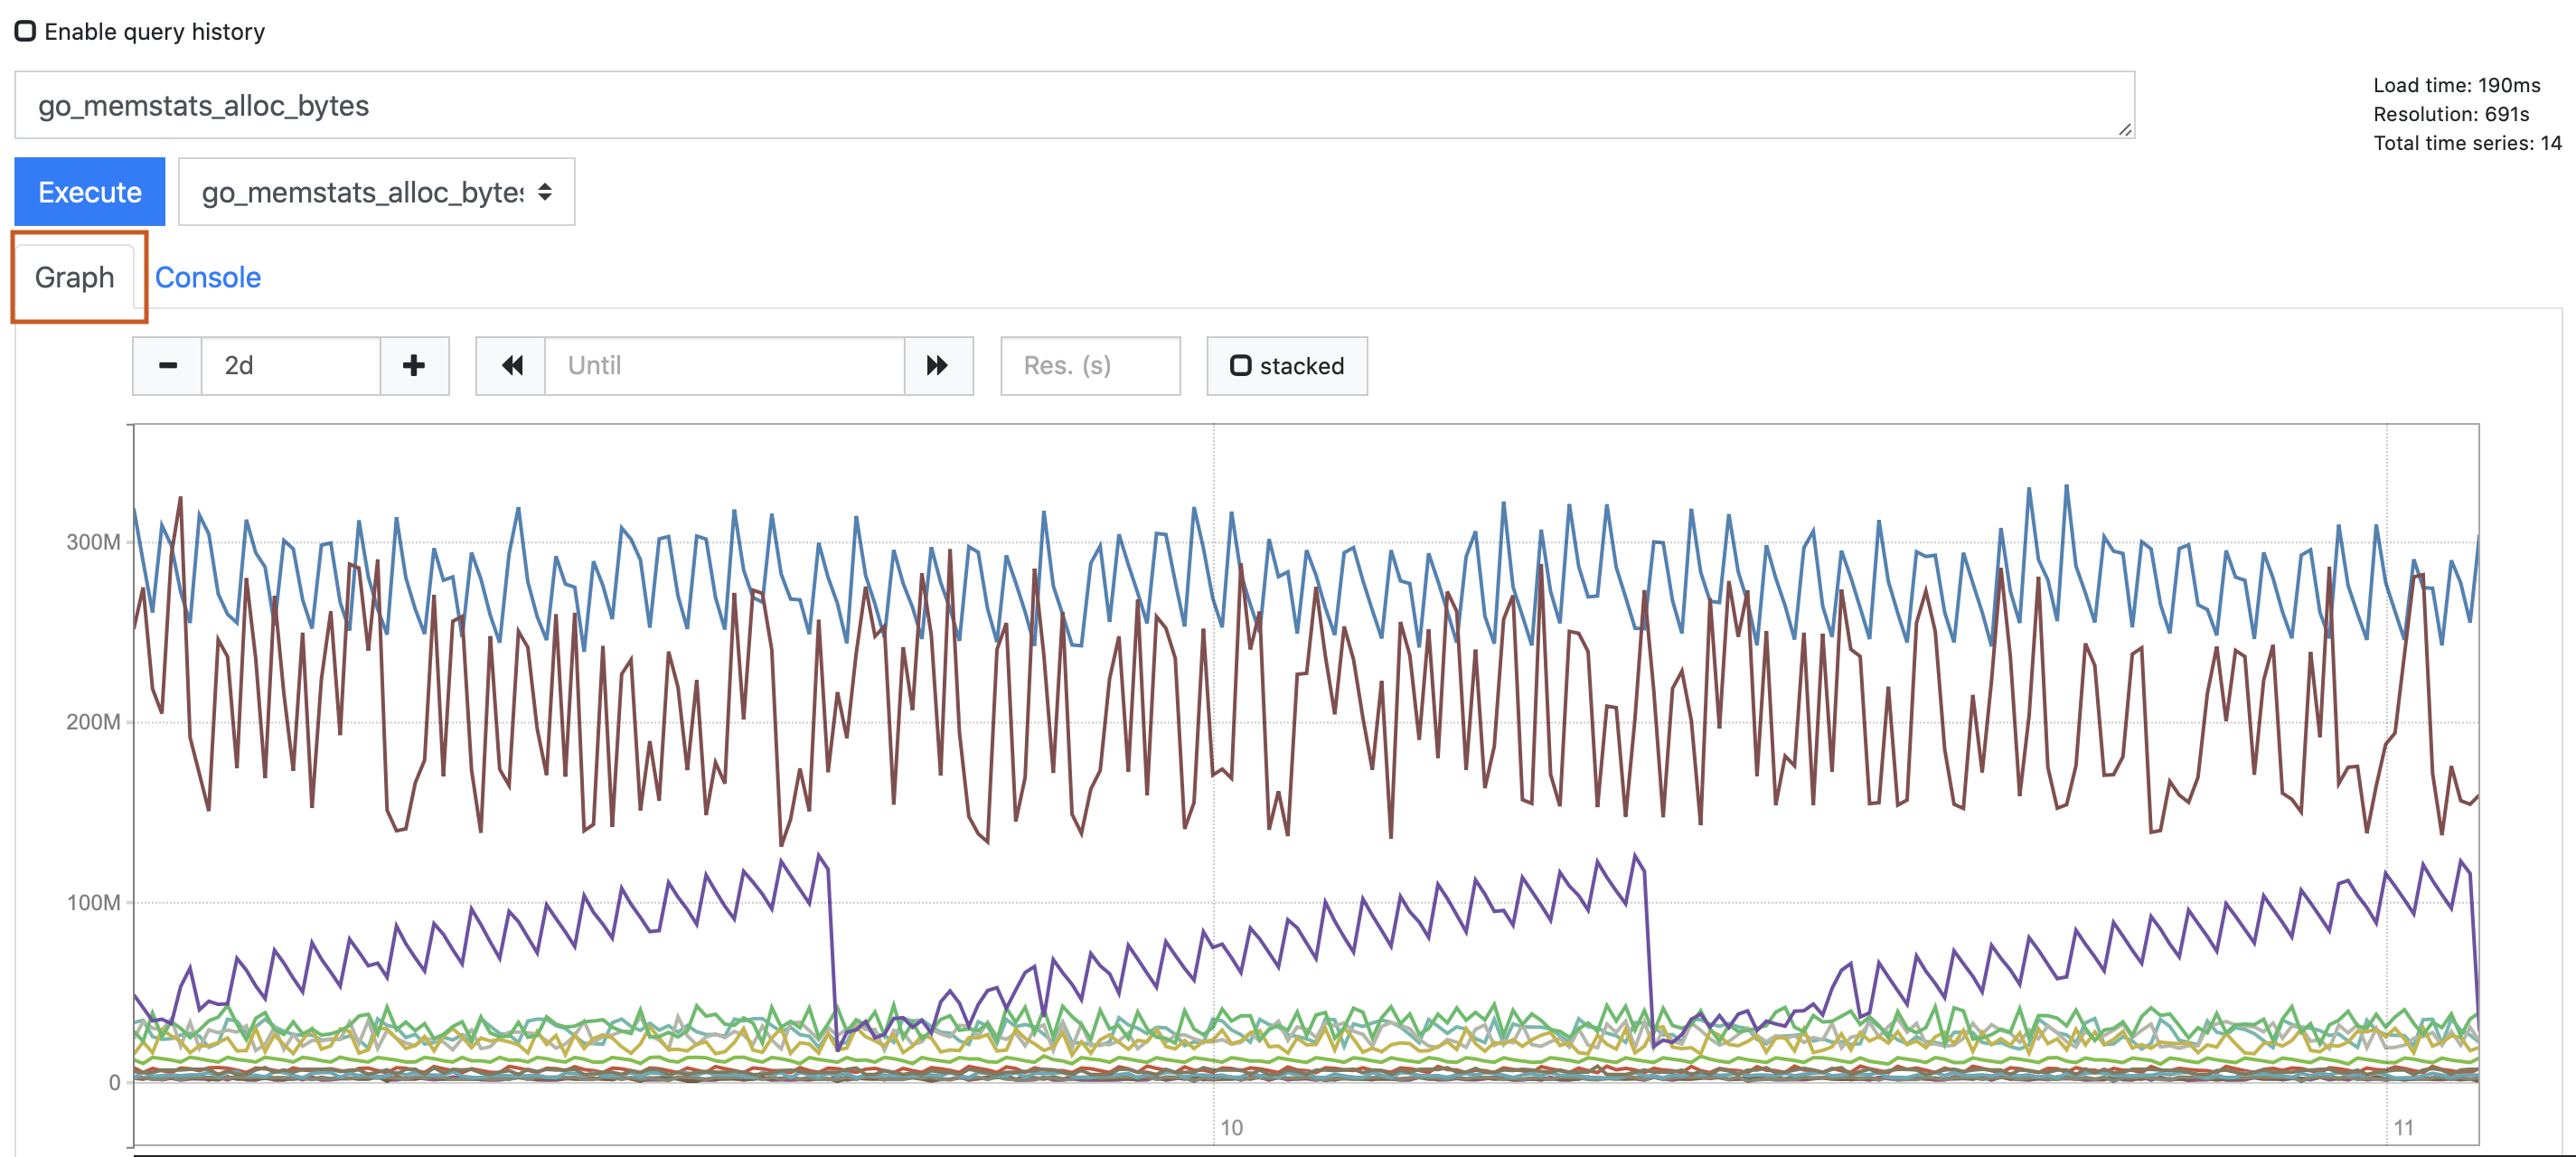 Enable query history
go_memstats_alloc_bytes
Load time: 190ms
Resolution: 691s
Total time series: 14
Execute
go_memstats_alloc_bytes
Graph
Console
2d
Until
Res. (s)
stacked
300M
200M
100M
0
10
11